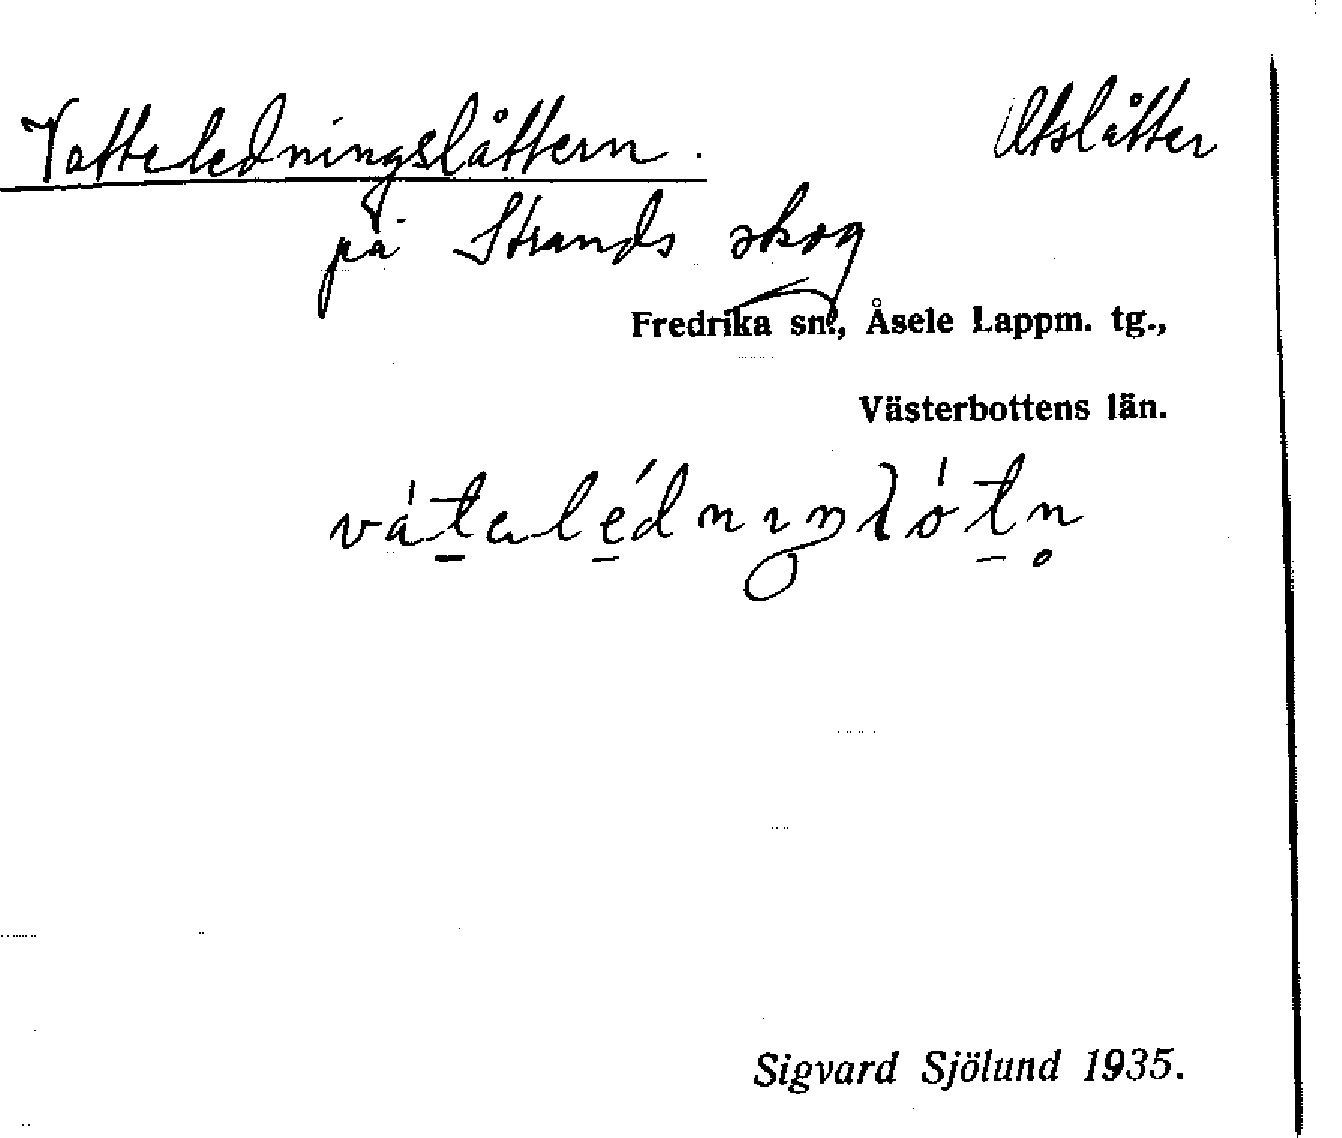 Vatteledningslåttern. Utslåtter
på Strands skog
Fredrika sn., Åsele Lappm. tg.,
Västerbottens län.
Sigvard Sjölund 1935.